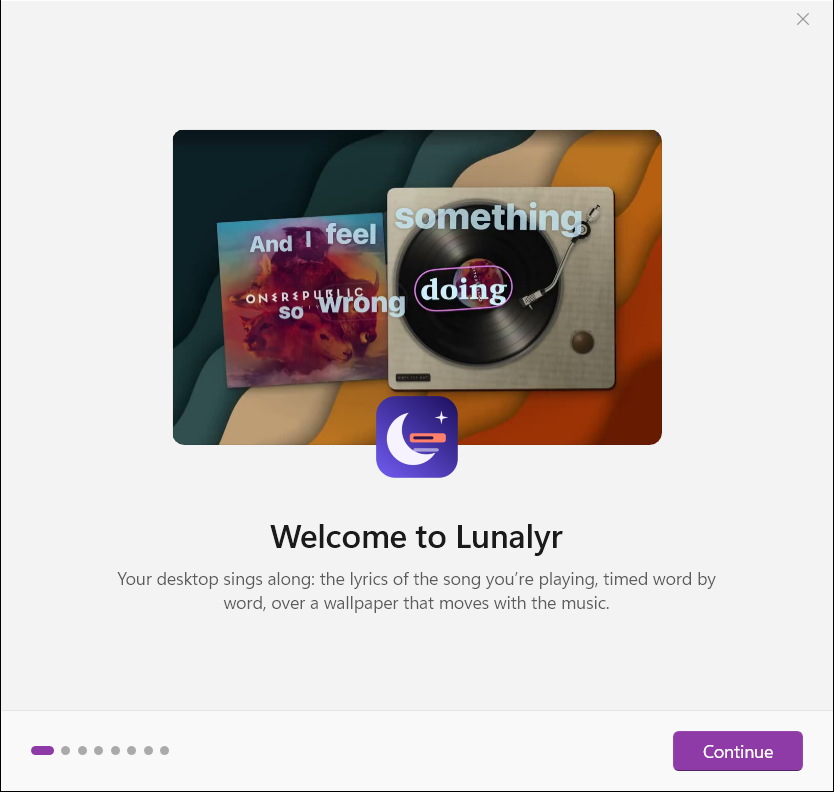 And I feel something
ONEREPUBLIC
so wrong doing
Welcome to Lunalyr
Your desktop sings along: the lyrics of the song you’re playing, timed word by
word, over a wallpaper that moves with the music.
Continue